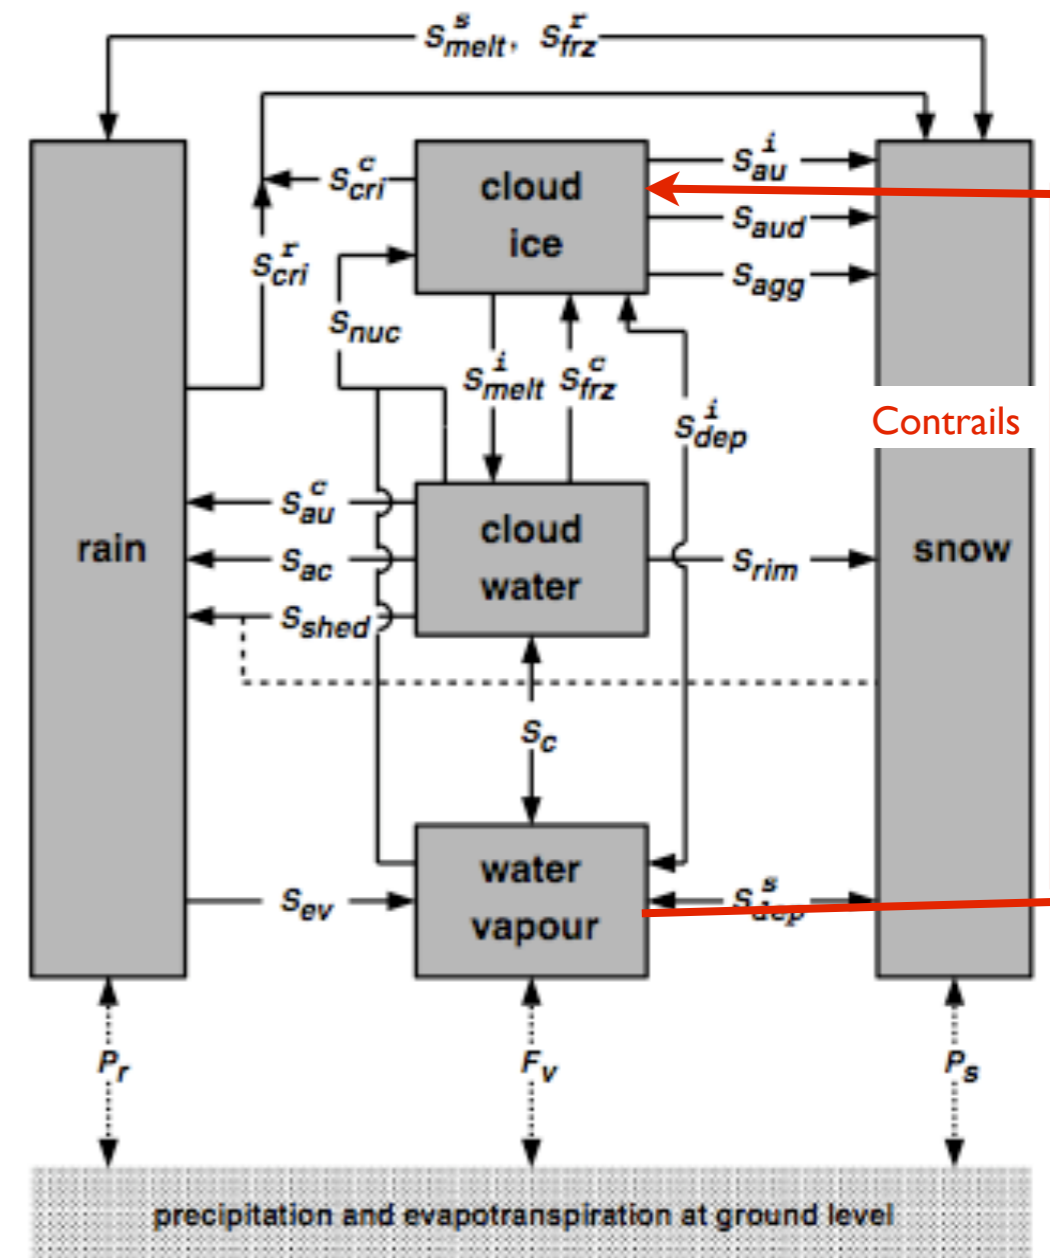 S^s_melt, S^r_frz
S^c_cri
cloud
ice
S^i_au
S_aud
S_agg
S^r_cri
S_nuc
S^i_melt
S^c_frz
S^i_dep
Contrails
rain
S^c_au
S_ac
S_shed
cloud
water
S_rim
snow
S_c
S_ev
water
vapour
S^s_dep
P_r
F_v
P_s
precipitation and evapotranspiration at ground level